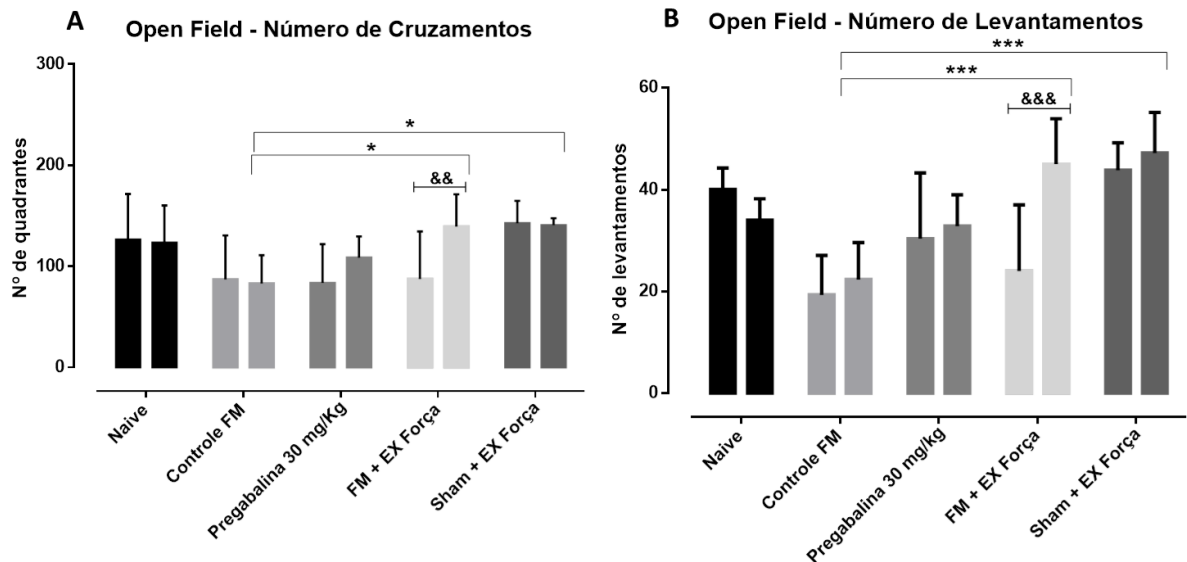 A
Open Field - Número de Cruzamentos
Nº de quadrantes
300
200
100
0
*
*
&&
Naive
Controle FM
Pregabalina 30 mg/Kg
FM + EX Força
Sham + EX Força
B
Open Field - Número de Levantamentos
Nº de levantamentos
60
40
20
0
***
***
&&&
Naive
Controle FM
Pregabalina 30 mg/kg
FM + EX Força
Sham + EX Força